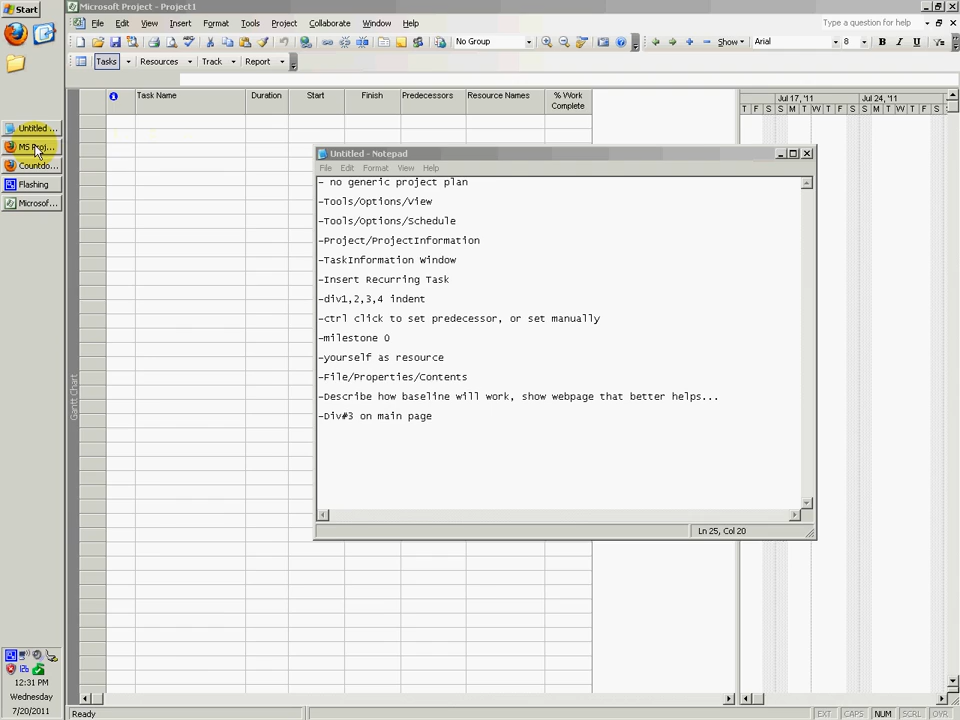 Start
Microsoft Project - Project1
File Edit View Insert Format Tools Project Collaborate Window Help
Type a question for help
No Group
Show
Arial
8
B I U
Tasks Resources Track Report
Task Name Duration Start Finish Predecessors Resource Names % Work Complete
Jul 17, '11 Jul 24, '11
T F S S M T W T F S S M T W T F S
Untitled ...
MS Proj...
Countdo...
Flashing
Microsof...
Untitled - Notepad
File Edit Format View Help
- no generic project plan
-Tools/Options/View
-Tools/Options/Schedule
-Project/ProjectInformation
-TaskInformation Window
-Insert Recurring Task
-div1,2,3,4 indent
-ctrl click to set predecessor, or set manually
-milestone 0
-yourself as resource
-File/Properties/Contents
-Describe how baseline will work, show webpage that better helps...
-Div#3 on main page
Ln 25, Col 20
Gantt Chart
12:31 PM
Wednesday
7/20/2011
Ready
EXT CAPS NUM SCRL OVR